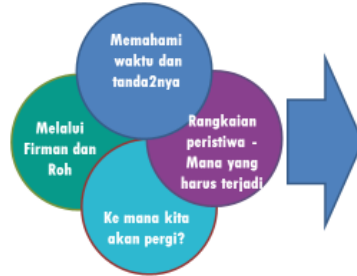 Memahami
waktu dan
tanda2nya
Melalui
Firman dan
Roh
Rangkaian
peristiwa -
Mana yang
harus terjadi
Ke mana kita
akan pergi?